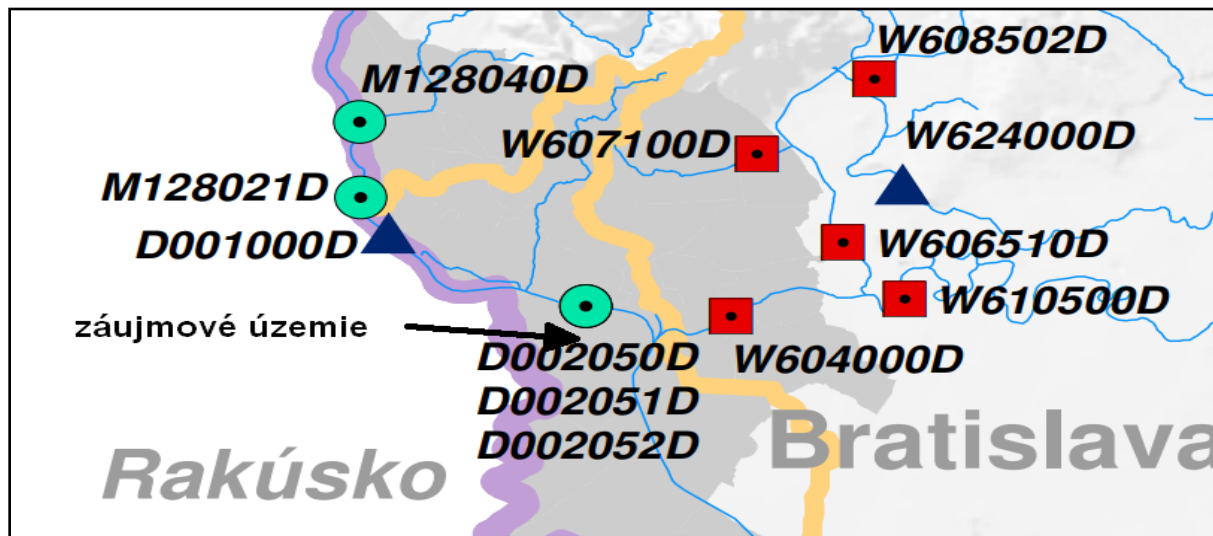 W608502D
M128040D
W624000D
W607100D
M128021D
D001000D
W606510D
W610500D
záujmové územie
D002050D
W604000D
D002051D
D002052D
Bratislava
Rakúsko